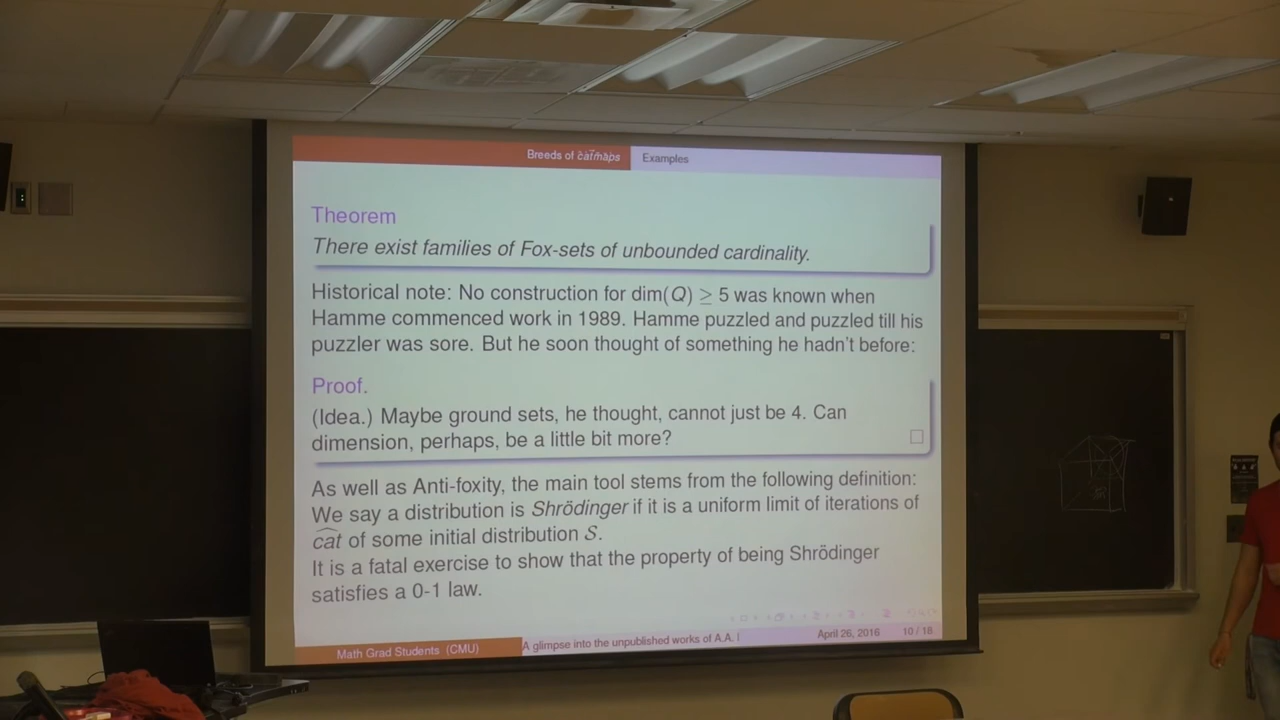 Breeds of c̀at̄m̀àps Examples
Theorem
There exist families of Fox-sets of unbounded cardinality.
Historical note: No construction for dim(Q) ≥ 5 was known when
Hamme commenced work in 1989. Hamme puzzled and puzzled till his
puzzler was sore. But he soon thought of something he hadn't before:
Proof.
(Idea.) Maybe ground sets, he thought, cannot just be 4. Can
dimension, perhaps, be a little bit more? □
As well as Anti-foxity, the main tool stems from the following definition:
We say a distribution is Shrödinger if it is a uniform limit of iterations of
\widehat{cat} of some initial distribution S.
It is a fatal exercise to show that the property of being Shrödinger
satisfies a 0-1 law.
Math Grad Students (CMU) A glimpse into the unpublished works of A.A. April 26, 2016 10 / 18